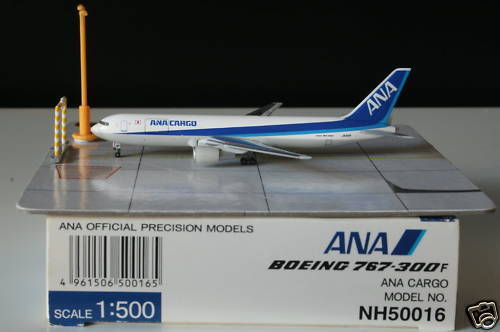 ANA CARGO
ANA
ANA OFFICIAL PRECISION MODELS
4 961506 500165
SCALE 1:500
ANA
BOEING 767-300F
ANA CARGO
MODEL NO.
NH50016